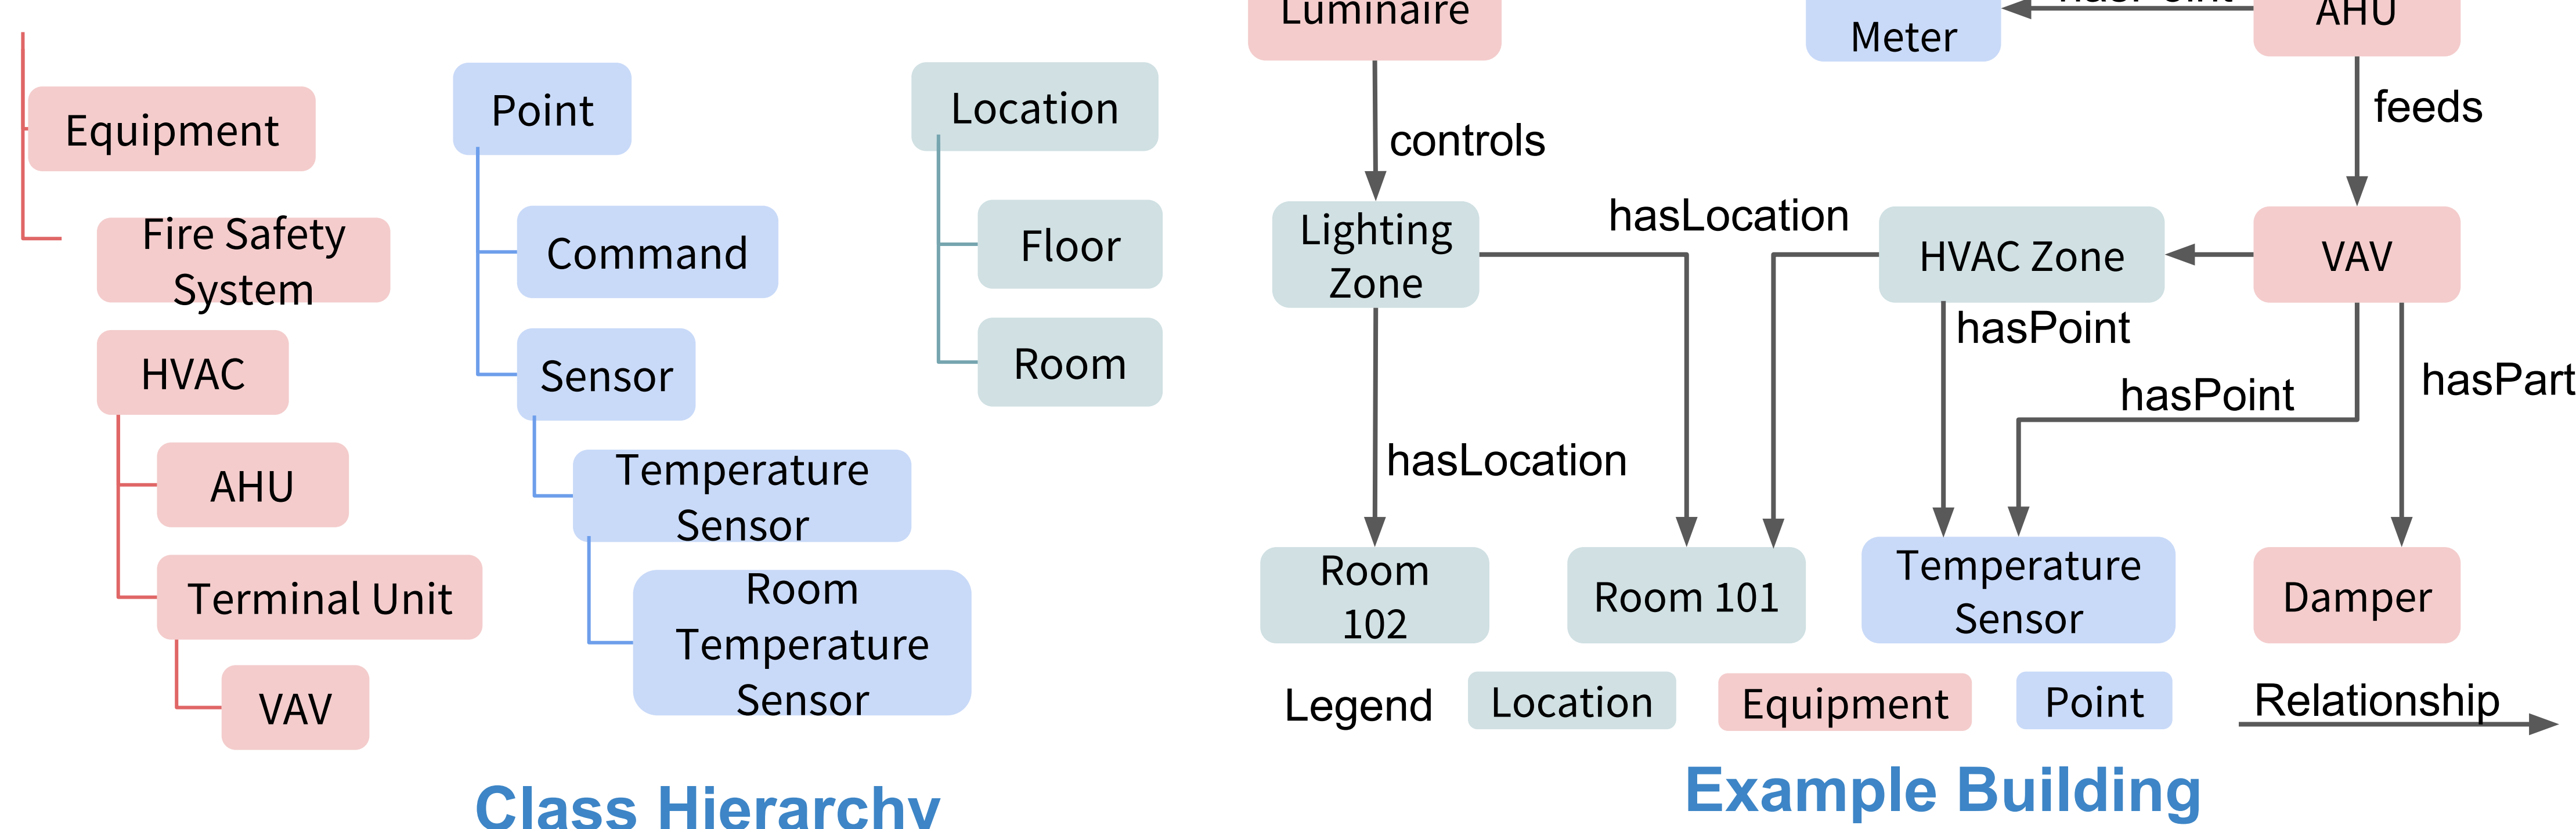 Equipment
Fire Safety
System
HVAC
AHU
Terminal Unit
VAV
Point
Command
Sensor
Temperature
Sensor
Room
Temperature
Sensor
Location
Floor
Room
Class Hierarchy
Luminaire
controls
Lighting
Zone
hasLocation
hasLocation
Room
102
Room 101
Meter
hasPoint
AHU
feeds
HVAC Zone
VAV
hasPoint
hasPoint
hasPart
Temperature
Sensor
Damper
Legend
Location
Equipment
Point
Relationship
Example Building